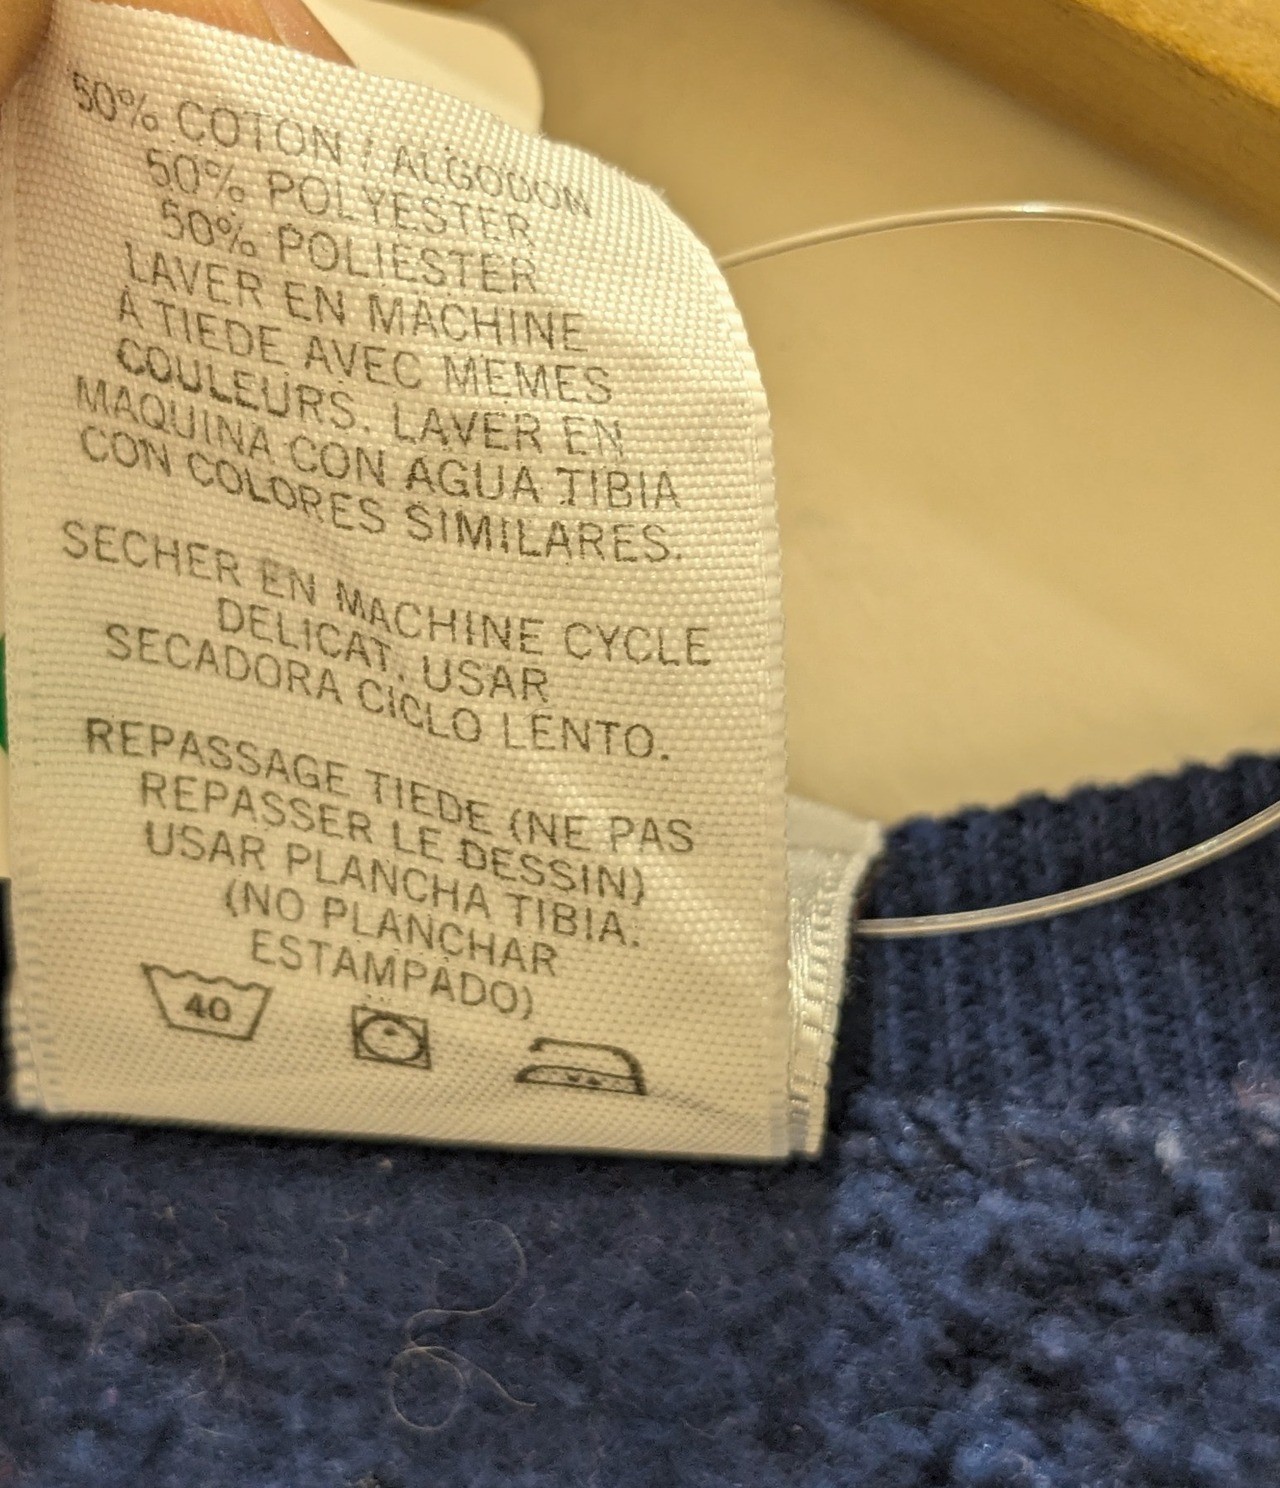 50% COTON / ALGODON
50% POLYESTER
50% POLIESTER
LAVER EN MACHINE
A TIEDE AVEC MEMES
COULEURS. LAVER EN
MAQUINA CON AGUA TIBIA
CON COLORES SIMILARES.
SECHER EN MACHINE CYCLE
DELICAT. USAR
SECADORA CICLO LENTO.
REPASSAGE TIEDE (NE PAS
REPASSER LE DESSIN)
USAR PLANCHA TIBIA.
(NO PLANCHAR
ESTAMPADO)
40